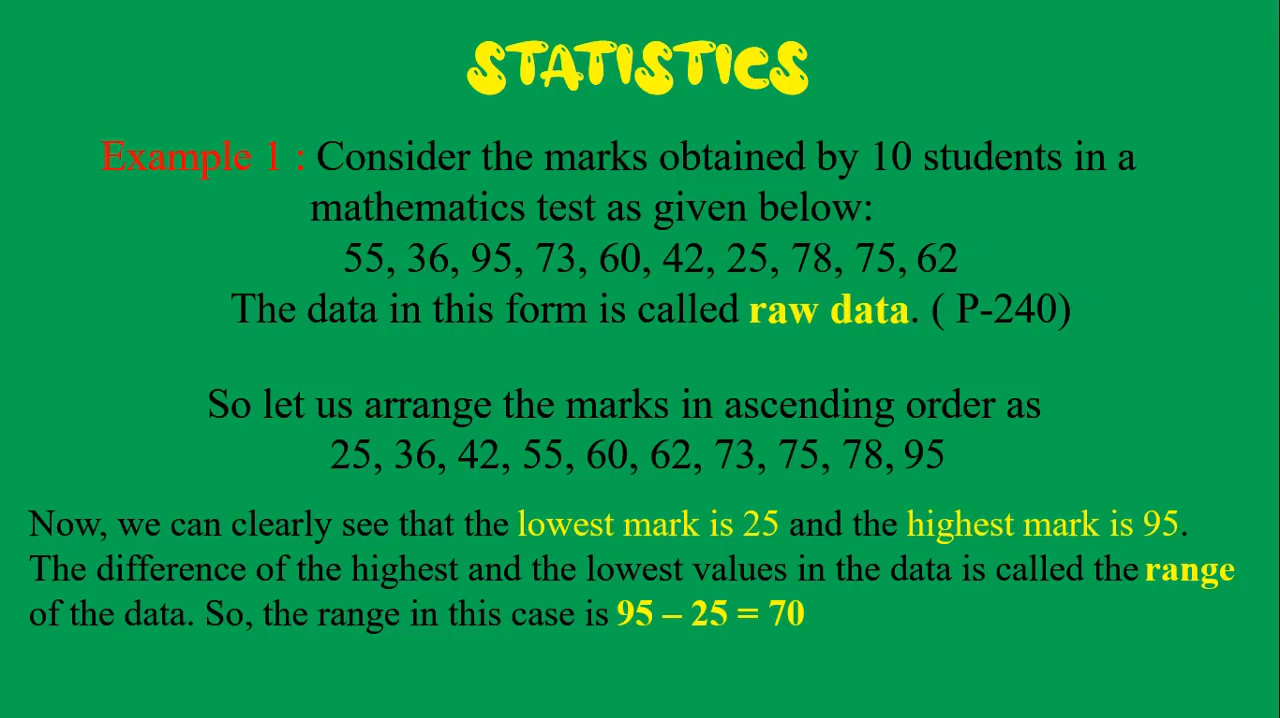 STATISTICS
Example 1 : Consider the marks obtained by 10 students in a
mathematics test as given below:
55, 36, 95, 73, 60, 42, 25, 78, 75, 62
The data in this form is called raw data. ( P-240)
So let us arrange the marks in ascending order as
25, 36, 42, 55, 60, 62, 73, 75, 78, 95
Now, we can clearly see that the lowest mark is 25 and the highest mark is 95.
The difference of the highest and the lowest values in the data is called the range
of the data. So, the range in this case is 95 – 25 = 70